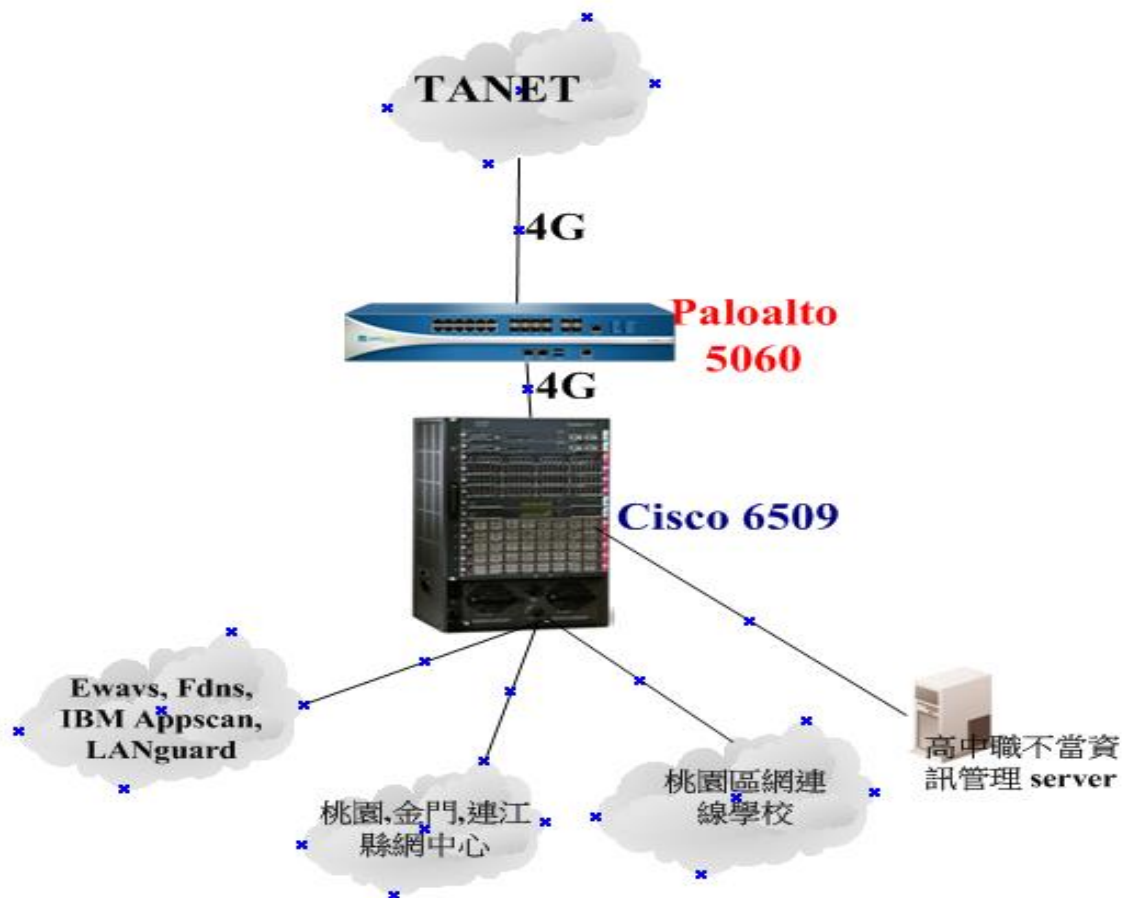 TANET
4G
Paloalto
5060
4G
Cisco 6509
Ewavs, Fdns,
IBM Appscan,
LANguard
桃園,金門,連江
縣網中心
桃園區網連
線學校
高中職不當資
訊管理 server